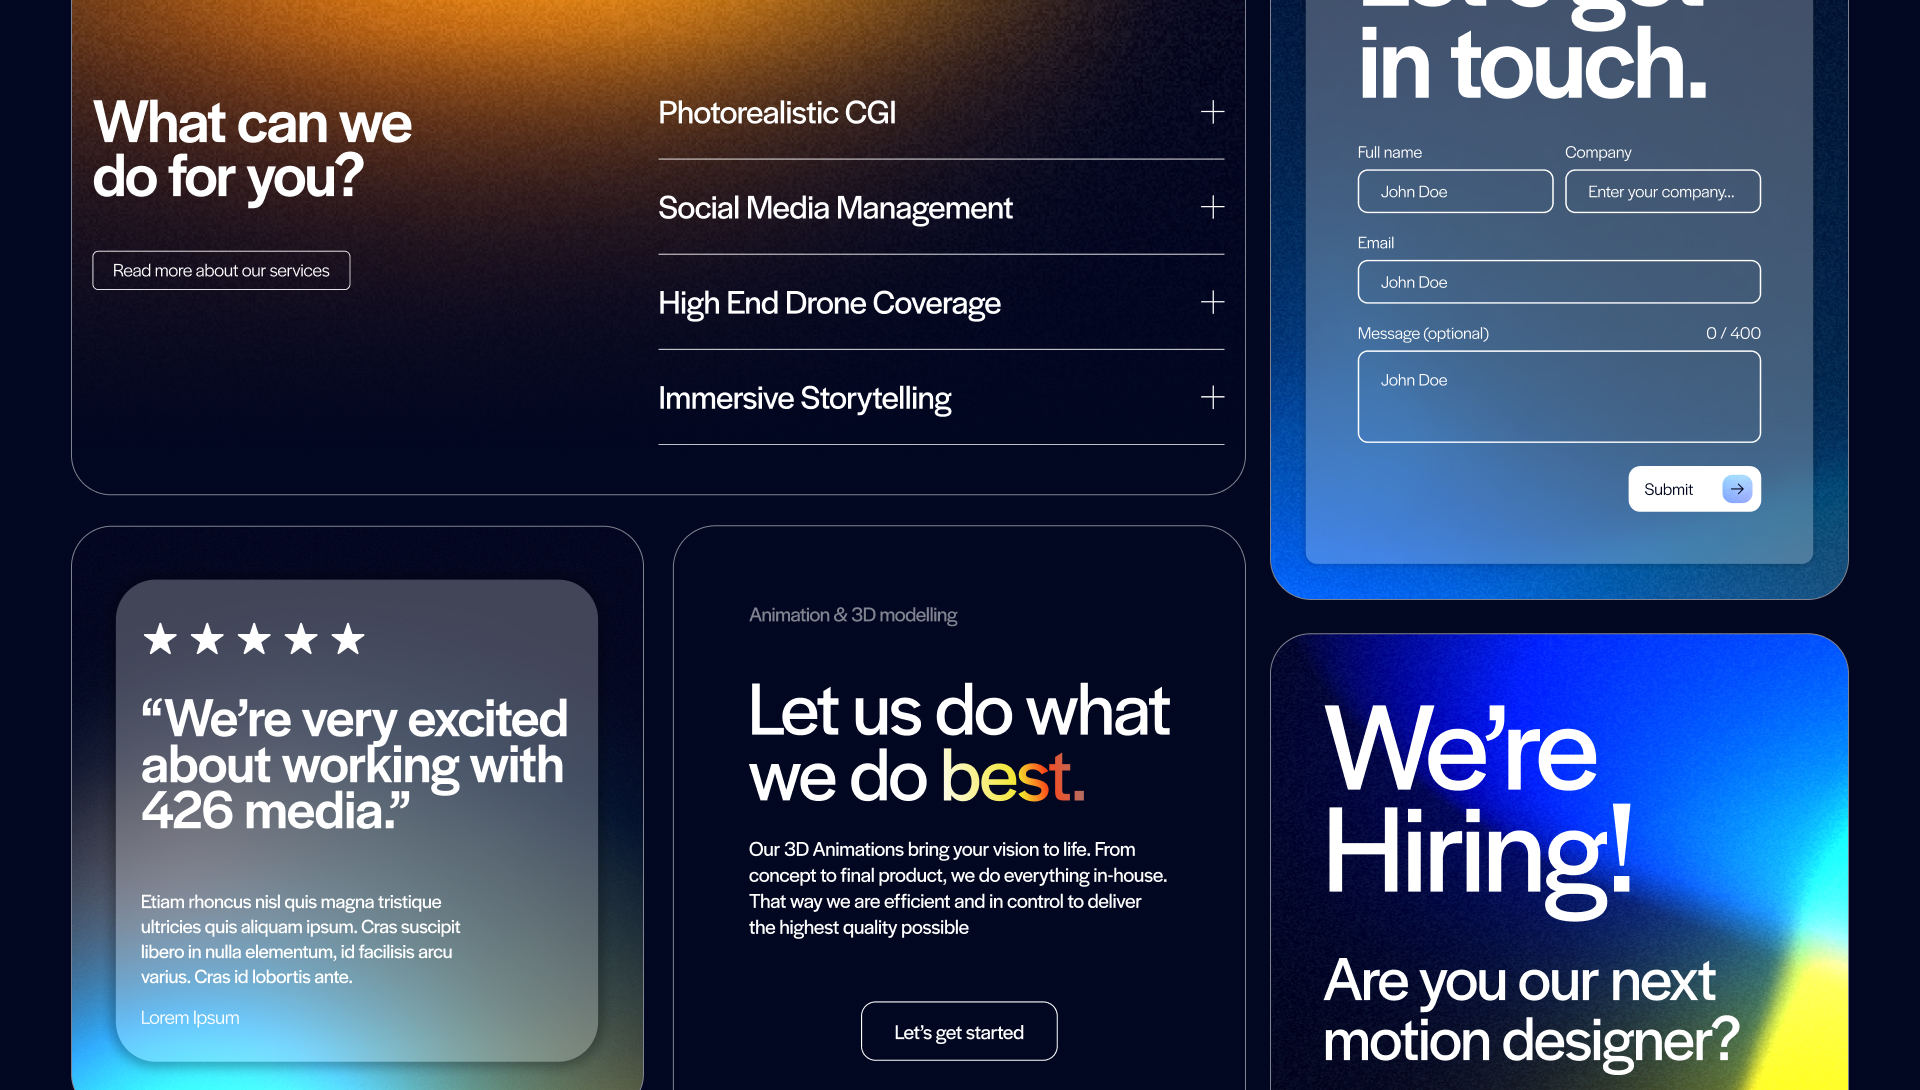 What can we
do for you?
Read more about our services
Photorealistic CGI
Social Media Management
High End Drone Coverage
Immersive Storytelling
in touch.
Full name
Company
John Doe
Enter your company...
Email
John Doe
Message (optional)
0 / 400
John Doe
Submit
“We’re very excited
about working with
426 media.”
Etiam rhoncus nisl quis magna tristique
ultricies quis aliquam ipsum. Cras suscipit
libero in nulla elementum, id facilisis arcu
varius. Cras id lobortis ante.
Lorem Ipsum
Animation & 3D modelling
Let us do what
we do best.
Our 3D Animations bring your vision to life. From
concept to final product, we do everything in-house.
That way we are efficient and in control to deliver
the highest quality possible
Let’s get started
We’re
Hiring!
Are you our next
motion designer?